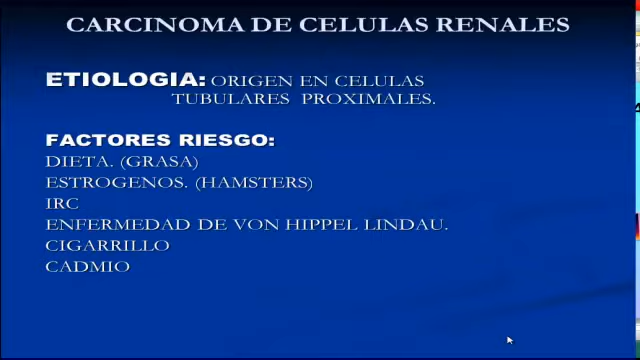 CARCINOMA DE CELULAS RENALES
ETIOLOGIA: ORIGEN EN CELULAS
TUBULARES PROXIMALES.
FACTORES RIESGO:
DIETA. (GRASA)
ESTROGENOS. (HAMSTERS)
IRC
ENFERMEDAD DE VON HIPPEL LINDAU.
CIGARRILLO
CADMIO